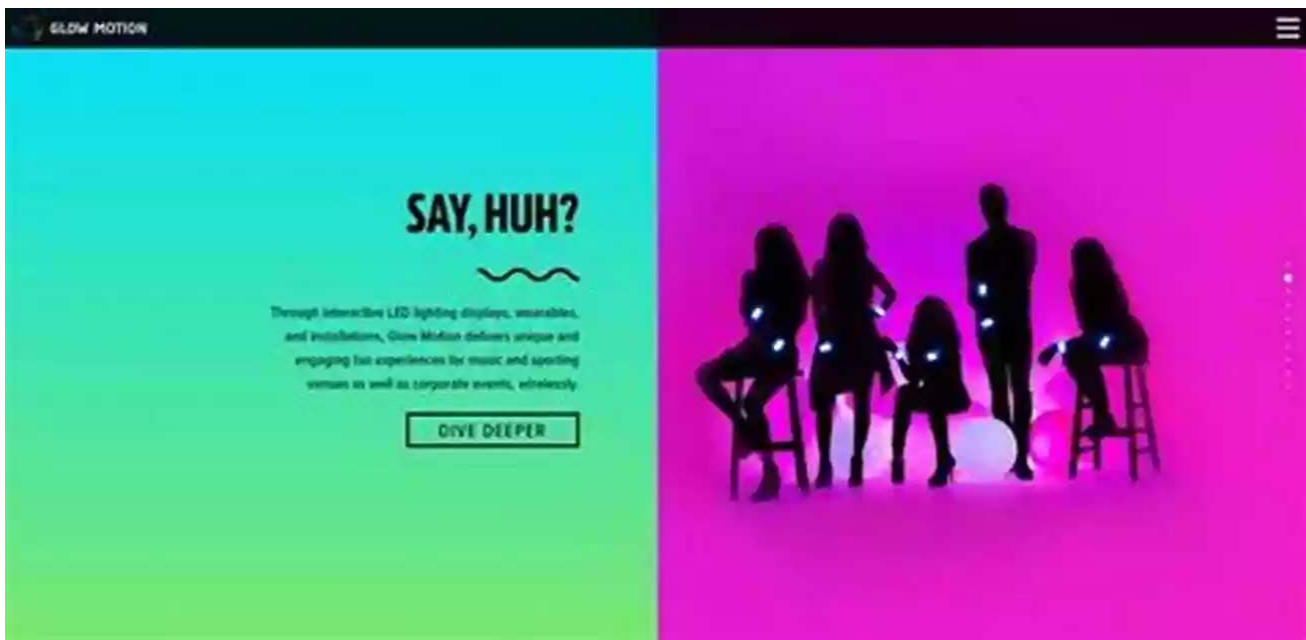 GLOW MOTION
SAY, HUH?
Through interactive LED lighting displays, wearables,
and installations, Glow Motion delivers unique and
engaging fan experiences for music and sporting
venues as well as corporate events, wirelessly.
DIVE DEEPER